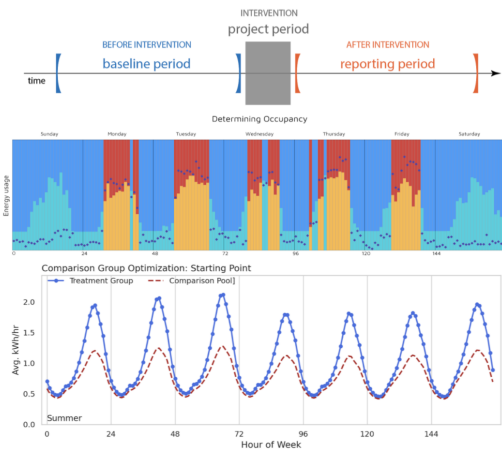 INTERVENTION
project period
BEFORE INTERVENTION
baseline period
AFTER INTERVENTION
reporting period
time
Determining Occupancy
Sunday Monday Tuesday Wednesday Thursday Friday Saturday
Energy usage
0 24 48 72 96 120 144
Comparison Group Optimization: Starting Point
Treatment Group Comparison Pool]
Avg. kWh/hr
2.0
1.5
1.0
0.5
0.0
Summer
0 24 48 72 96 120 144
Hour of Week